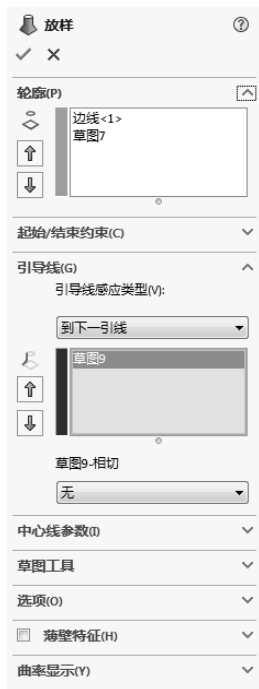 放样
轮廓(P)
边线<1>
草图7
起始/结束约束(C)
引导线(G)
引导线感应类型(V):
到下一引线
草图9
草图9-相切
无
中心线参数(I)
草图工具
选项(O)
薄壁特征(H)
曲率显示(Y)